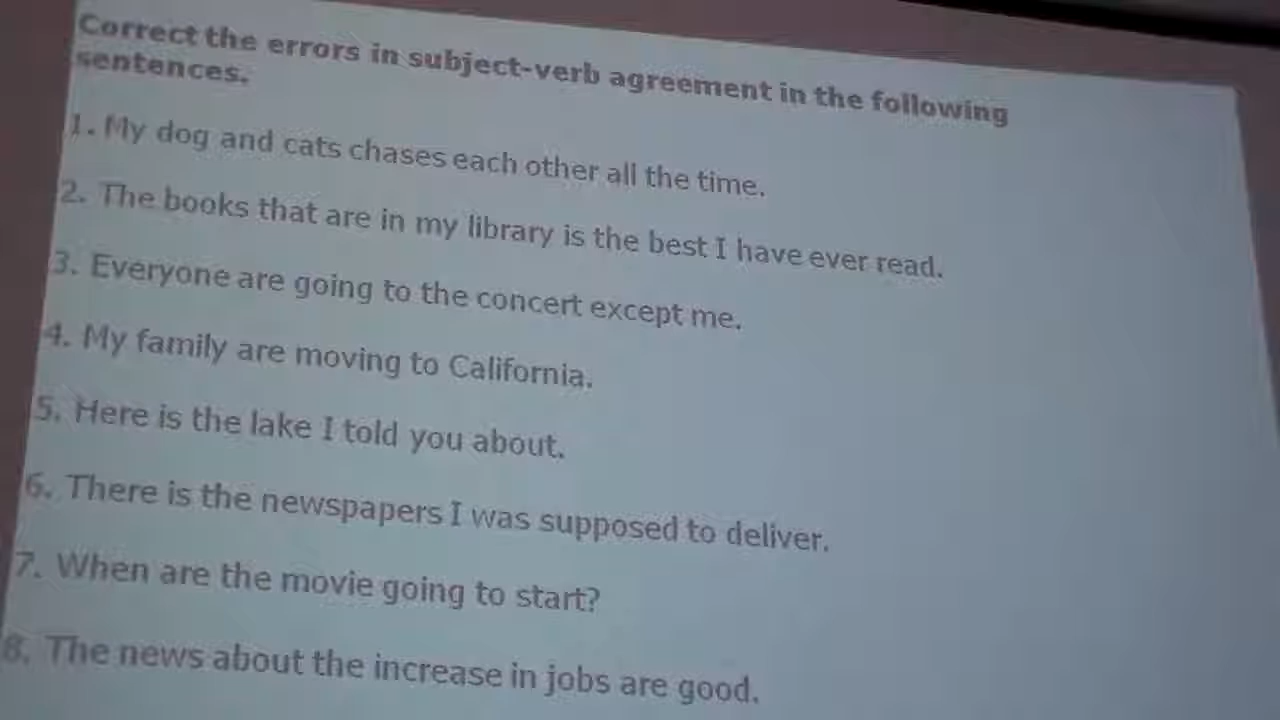 Correct the errors in subject-verb agreement in the following
sentences.
1. My dog and cats chases each other all the time.
2. The books that are in my library is the best I have ever read.
3. Everyone are going to the concert except me.
4. My family are moving to California.
5. Here is the lake I told you about.
6. There is the newspapers I was supposed to deliver.
7. When are the movie going to start?
8. The news about the increase in jobs are good.